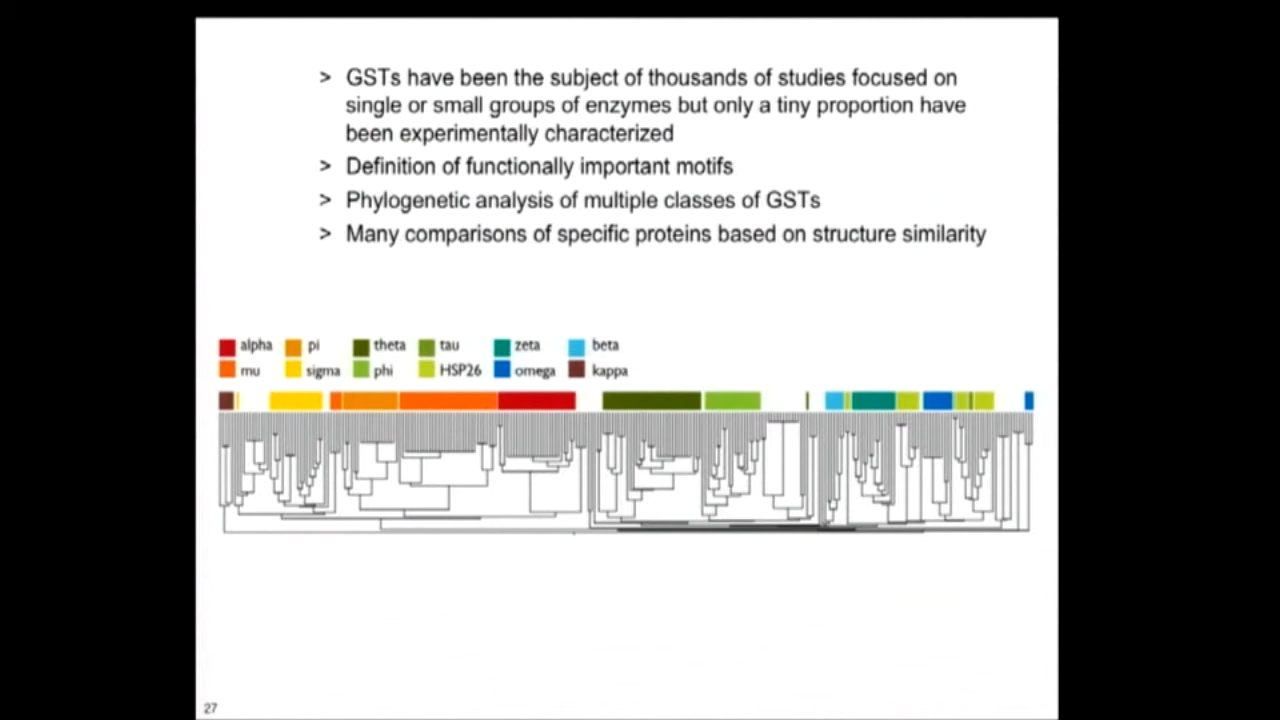 > GSTs have been the subject of thousands of studies focused on
single or small groups of enzymes but only a tiny proportion have
been experimentally characterized
> Definition of functionally important motifs
> Phylogenetic analysis of multiple classes of GSTs
> Many comparisons of specific proteins based on structure similarity
alpha pi theta tau zeta beta
mu sigma phi HSP26 omega kappa
27